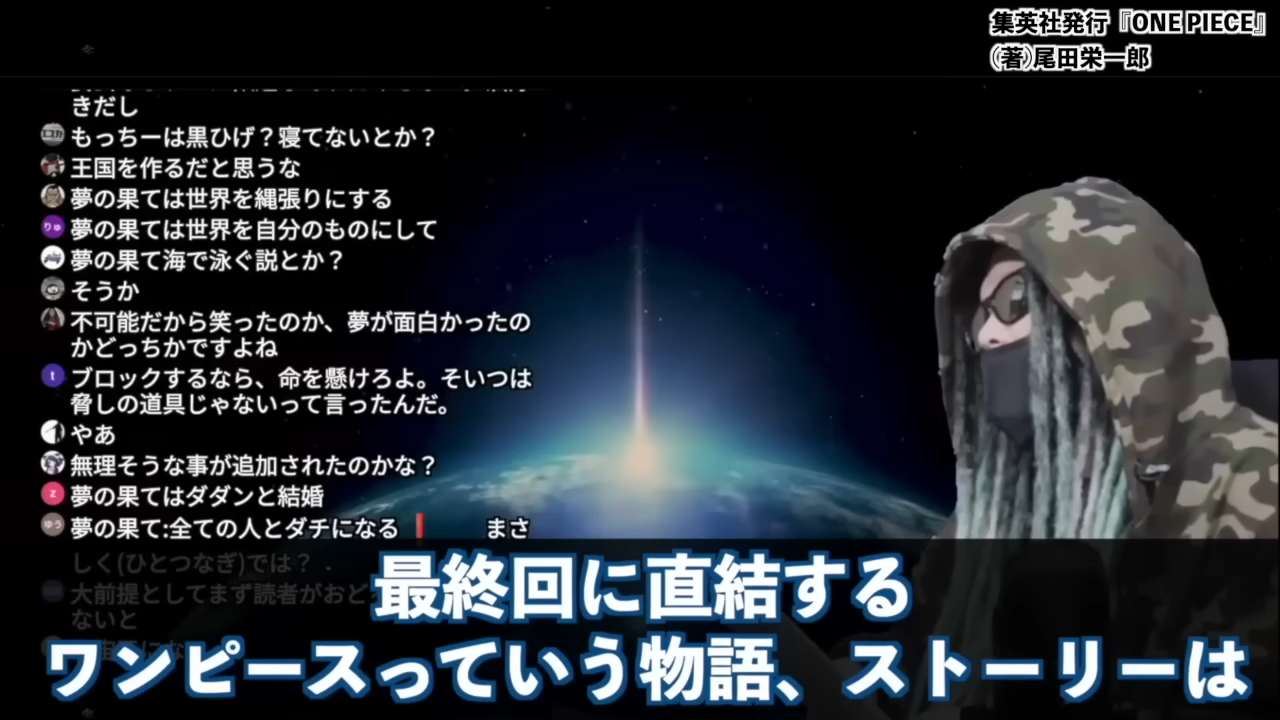 集英社発行『ONE PIECE』
(著)尾田栄一郎
きだし
もっちーは黒ひげ？寝てないとか？
王国を作るだと思うな
夢の果ては世界を縄張りにする
りゅ 夢の果ては世界を自分のものにして
夢の果て海で泳ぐ説とか？
そうか
不可能だから笑ったのか、夢が面白かったの
かどっちかですよね
t ブロックするなら、命を懸けろよ。そいつは
脅しの道具じゃないって言ったんだ。
やあ
無理そうな事が追加されたのかな？
z 夢の果てはダダンと結婚
ゆう 夢の果て:全ての人とダチになる❗ まさ
しく(ひとつなぎ)では？.
大前提としてまず読者がおど
ないと
最終回に直結する
ワンピースっていう物語、ストーリーは